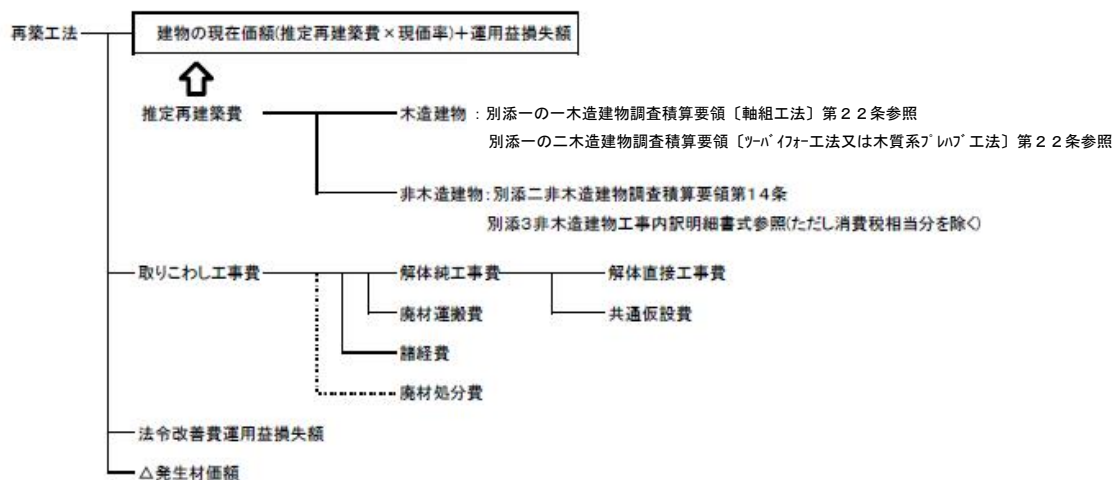 再築工法 建物の現在価額(推定再建築費×現価率)+運用益損失額
推定再建築費 木造建物 : 別添一の一木造建物調査積算要領〔軸組工法〕第22条参照
別添一の二木造建物調査積算要領〔ツーバイフォー工法又は木質系プレハブ工法〕第22条参照
非木造建物:別添二非木造建物調査積算要領第14条
別添3非木造建物工事内訳明細書式参照(ただし消費税相当分を除く)
取りこわし工事費 解体純工事費 解体直接工事費
廃材運搬費 共通仮設費
諸経費
廃材処分費
法令改善費運用益損失額
△発生材価額